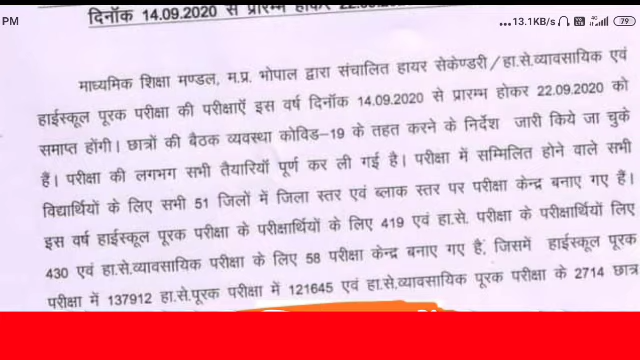 PM
...13.1KB/s
79
दिनॉक 14.09.2020 से प्रारम्भ होकर
माध्यमिक शिक्षा मण्डल, म.प्र. भोपाल द्वारा संचालित हायर सेकेण्डरी/हा.से.व्यावसायिक एवं
हाईस्कूल पूरक परीक्षा की परीक्षाऍ इस वर्ष दिनॉक 14.09.2020 से प्रारम्भ होकर 22.09.2020 को
समाप्त होंगी। छात्रों की बैठक व्यवस्था कोविड-19 के तहत करने के निर्देश जारी किये जा चुके
हैं। परीक्षा की लगभग सभी तैयारियॉ पूर्ण कर ली गई है। परीक्षा में सम्मिलित होने वाले सभी
विद्यार्थियों के लिए सभी 51 जिलों में जिला स्तर एवं ब्लाक स्तर पर परीक्षा केन्द्र बनाए गए हैं।
इस वर्ष हाईस्कूल पूरक परीक्षा के परीक्षार्थियों के लिए 419 एवं हा.से. परीक्षा के परीक्षार्थियों लिए
430 एवं हा.से.व्यावसायिक परीक्षा के लिए 58 परीक्षा केन्द्र बनाए गए है, जिसमें हाईस्कूल पूरक
परीक्षा में 137912 हा.से.पूरक परीक्षा में 121645 एवं हा.से.व्यावसायिक पूरक परीक्षा के 2714 छात्र